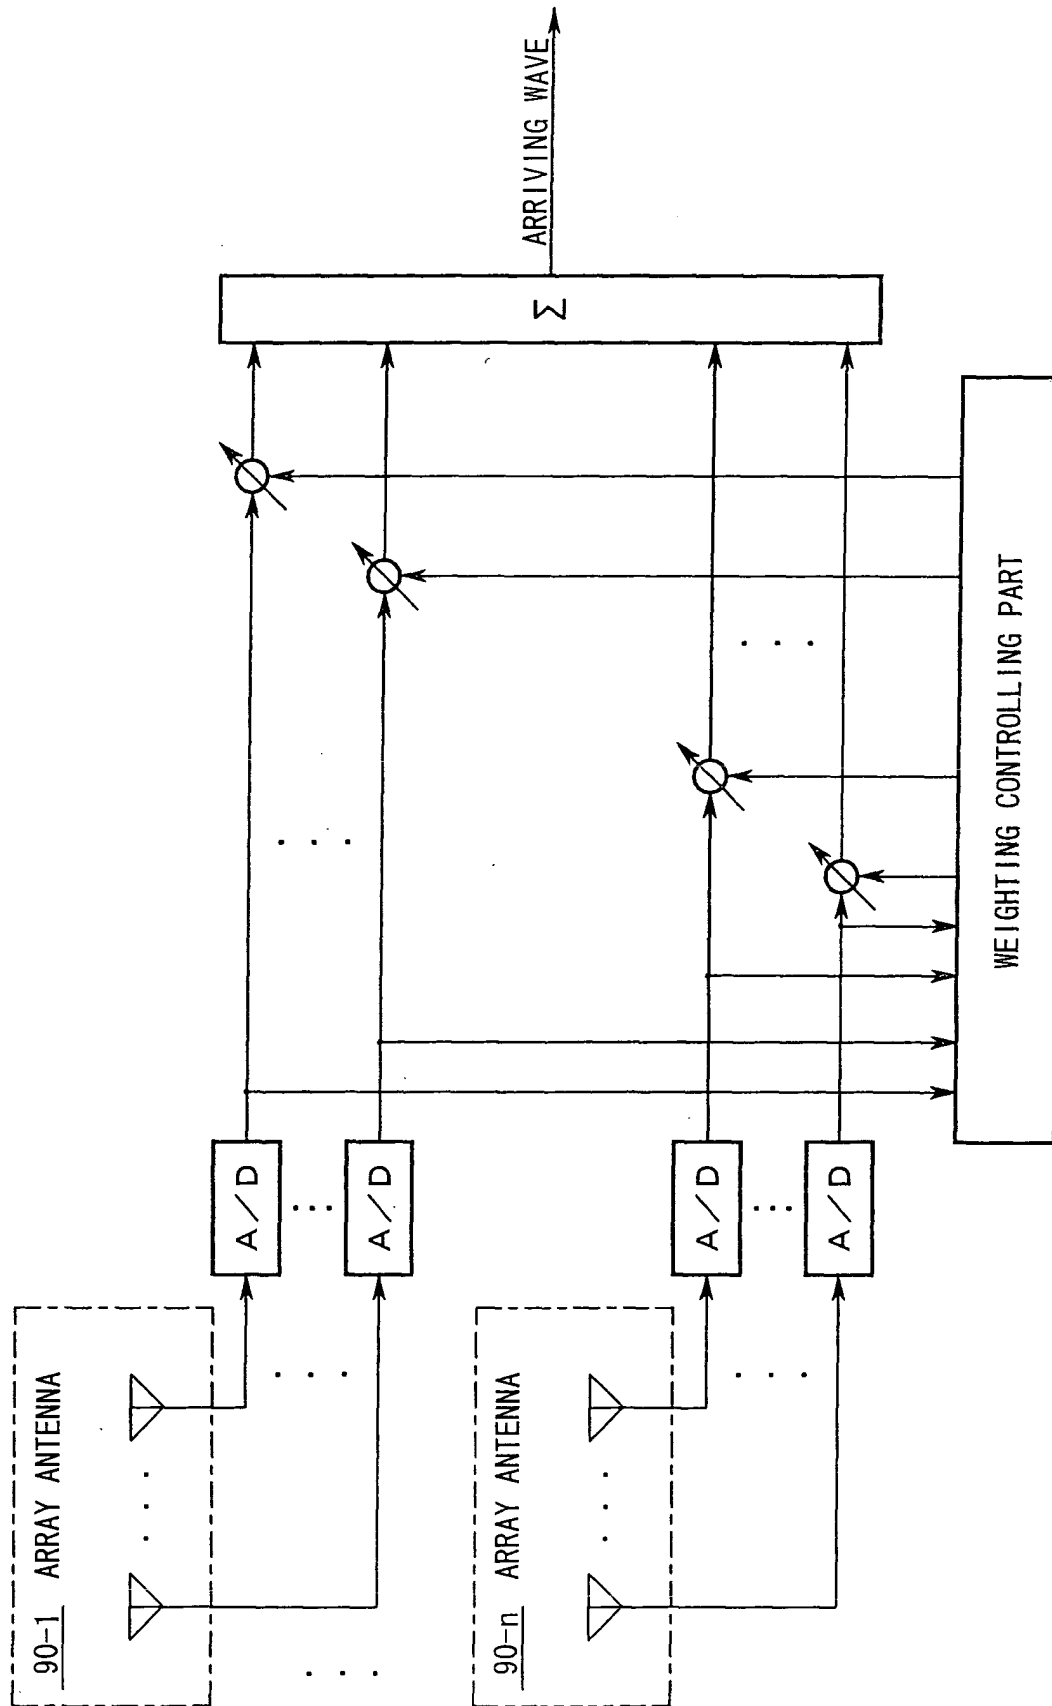 90-1 ARRAY ANTENNA
90-n ARRAY ANTENNA
A/D
A/D
A/D
A/D
WEIGHTING CONTROLLING PART
Σ
ARRIVING WAVE